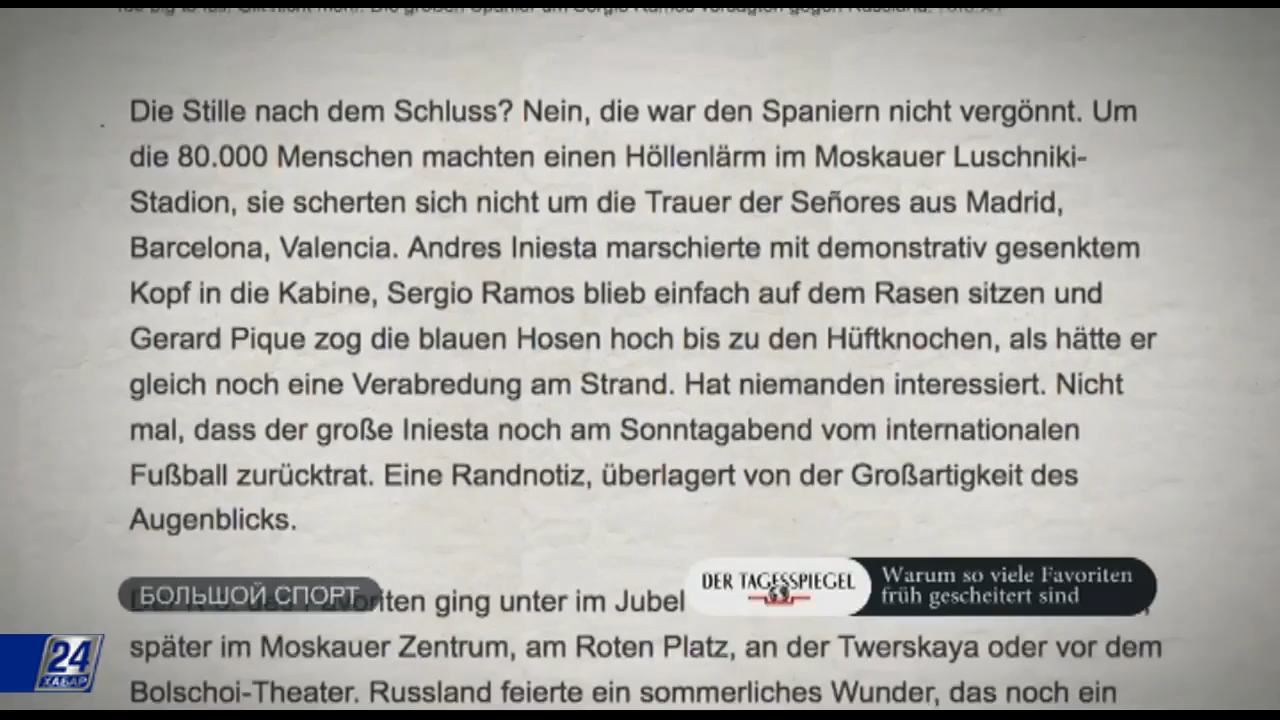 Die Stille nach dem Schluss? Nein, die war den Spaniern nicht vergönnt. Um
die 80.000 Menschen machten einen Höllenlärm im Moskauer Luschniki-
Stadion, sie scherten sich nicht um die Trauer der Señores aus Madrid,
Barcelona, Valencia. Andres Iniesta marschierte mit demonstrativ gesenktem
Kopf in die Kabine, Sergio Ramos blieb einfach auf dem Rasen sitzen und
Gerard Pique zog die blauen Hosen hoch bis zu den Hüftknochen, als hätte er
gleich noch eine Verabredung am Strand. Hat niemanden interessiert. Nicht
mal, dass der große Iniesta noch am Sonntagabend vom internationalen
Fußball zurücktrat. Eine Randnotiz, überlagert von der Großartigkeit des
Augenblicks.
БОЛЬШОЙ СПОРТ
ging unter im Jubel
DER TAGESSPIEGEL
Warum so viele Favoriten
früh gescheitert sind
später im Moskauer Zentrum, am Roten Platz, an der Twerskaya oder vor dem
24
ХАБАР
Bolschoi-Theater. Russland feierte ein sommerliches Wunder, das noch ein